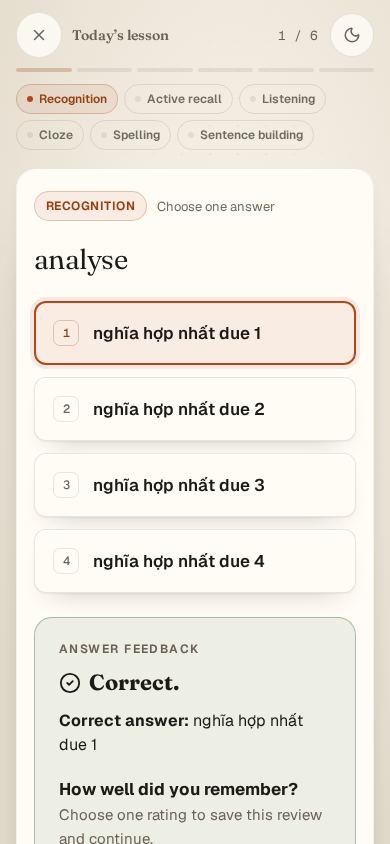 Today's lesson
1 / 6
Recognition
Active recall
Listening
Cloze
Spelling
Sentence building
RECOGNITION
Choose one answer
analyse
1 nghĩa hợp nhất due 1
2 nghĩa hợp nhất due 2
3 nghĩa hợp nhất due 3
4 nghĩa hợp nhất due 4
ANSWER FEEDBACK
Correct.
Correct answer: nghĩa hợp nhất
due 1
How well did you remember?
Choose one rating to save this review
and continue.